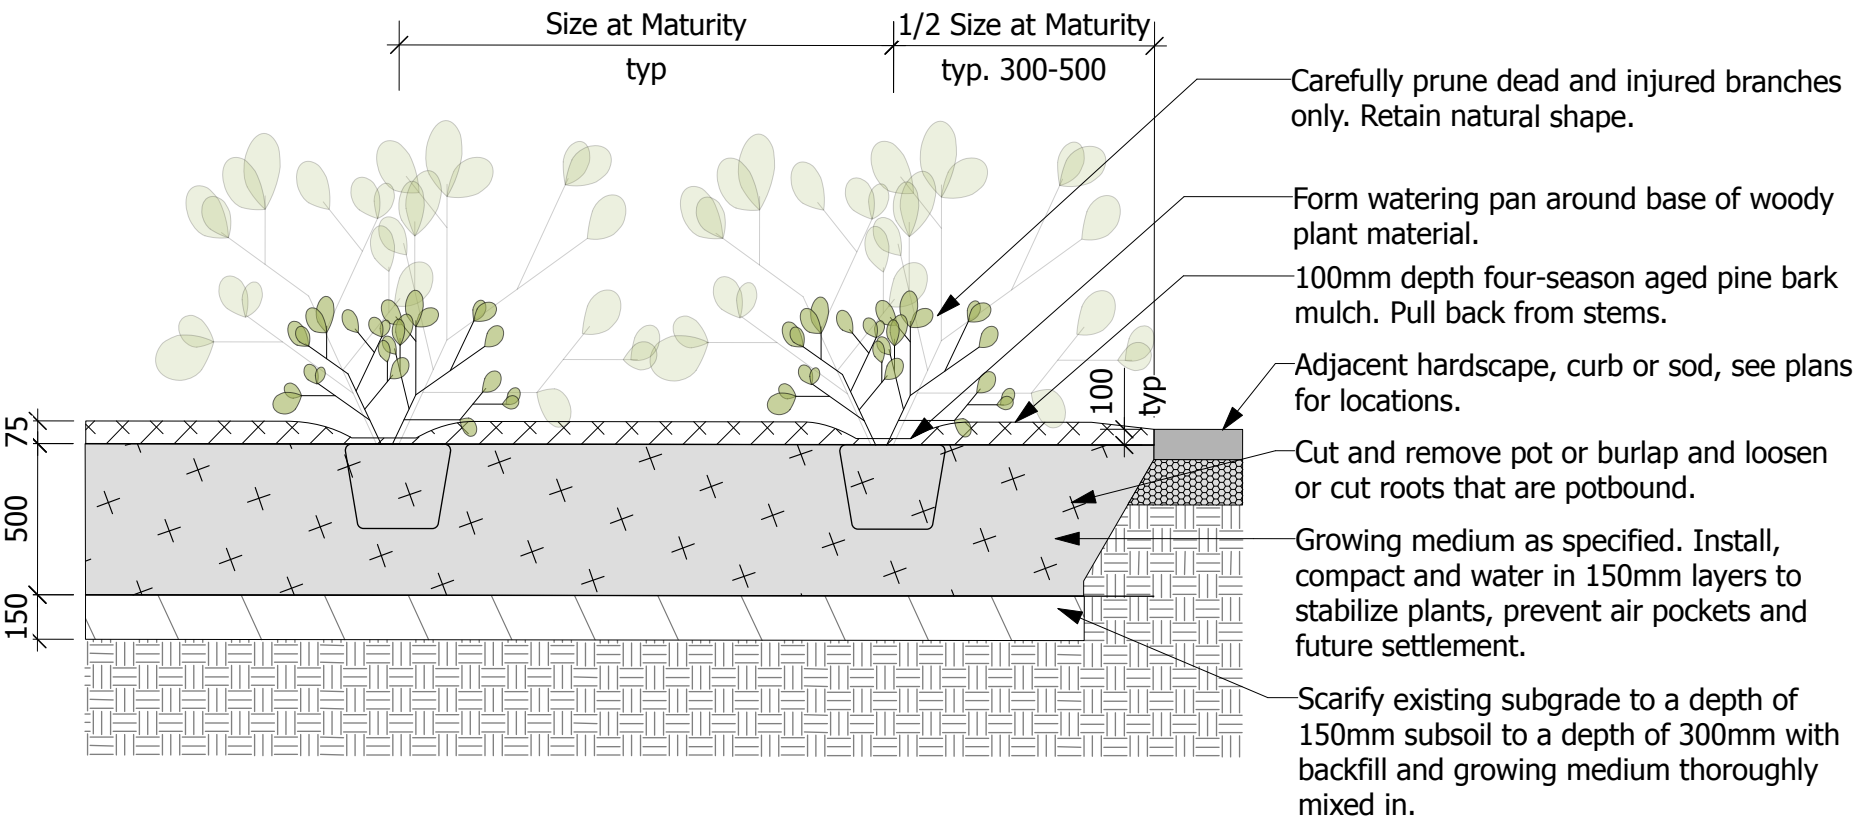 Size at Maturity
typ
1/2 Size at Maturity
typ. 300-500
Carefully prune dead and injured branches
only. Retain natural shape.
Form watering pan around base of woody
plant material.
100mm depth four-season aged pine bark
mulch. Pull back from stems.
Adjacent hardscape, curb or sod, see plans
for locations.
Cut and remove pot or burlap and loosen
or cut roots that are potbound.
Growing medium as specified. Install,
compact and water in 150mm layers to
stabilize plants, prevent air pockets and
future settlement.
Scarify existing subgrade to a depth of
150mm subsoil to a depth of 300mm with
backfill and growing medium thoroughly
mixed in.
100
typ
75
500
150